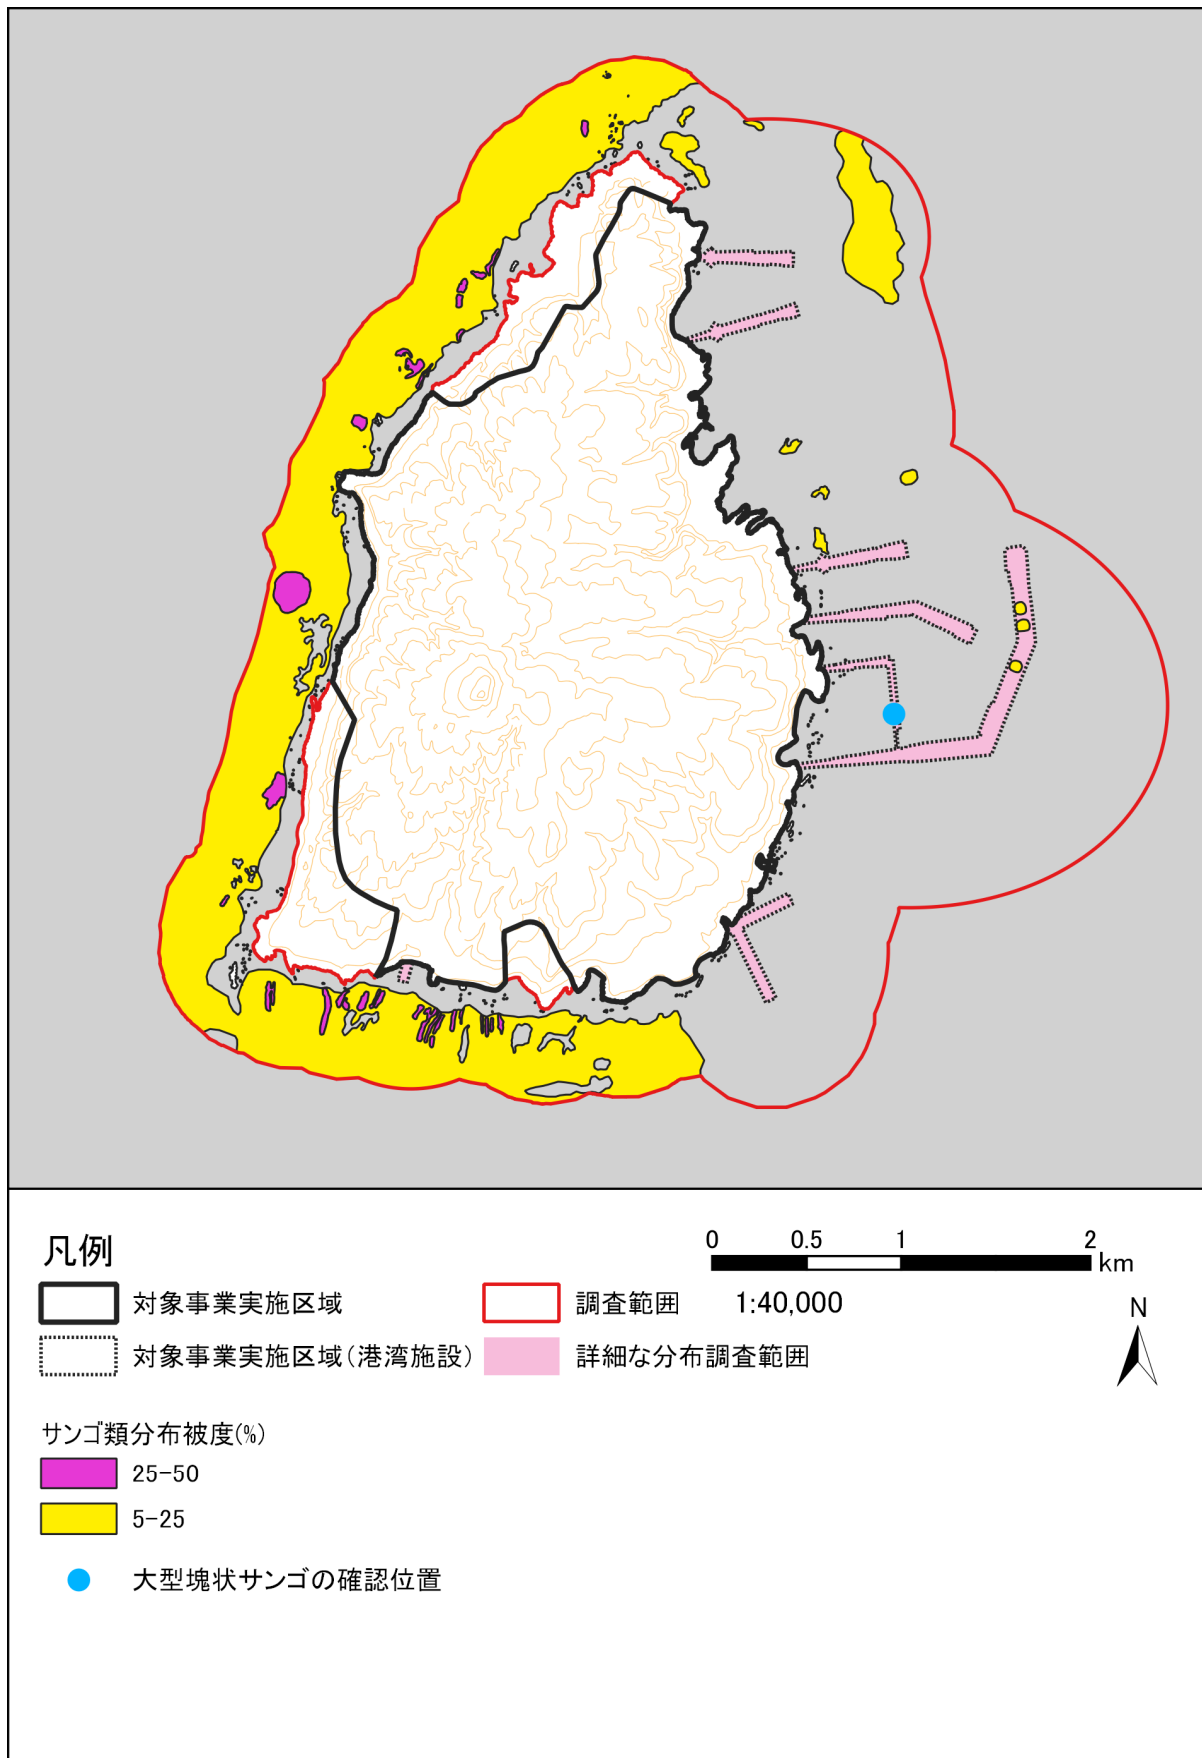 凡例
0 0.5 1 2
km
対象事業実施区域
調査範囲
1:40,000
N
対象事業実施区域(港湾施設)
詳細な分布調査範囲
サンゴ類分布被度(%)
25-50
5-25
大型塊状サンゴの確認位置